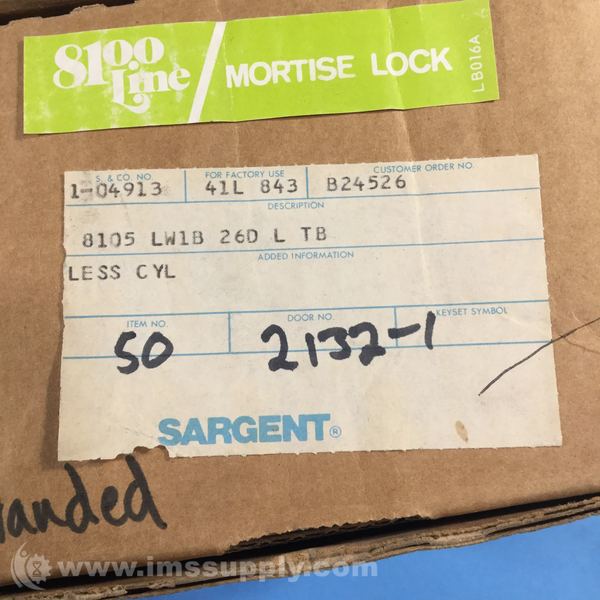 8100 Line / MORTISE LOCK LB016A
S. & CO. NO. FOR FACTORY USE CUSTOMER ORDER NO.
1-04913 41L 843 B24526
DESCRIPTION
8105 LW1B 26D L TB
ADDED INFORMATION
LESS CYL
ITEM NO. DOOR NO. KEYSET SYMBOL
50 2132-1
SARGENT®
www.imssupply.com